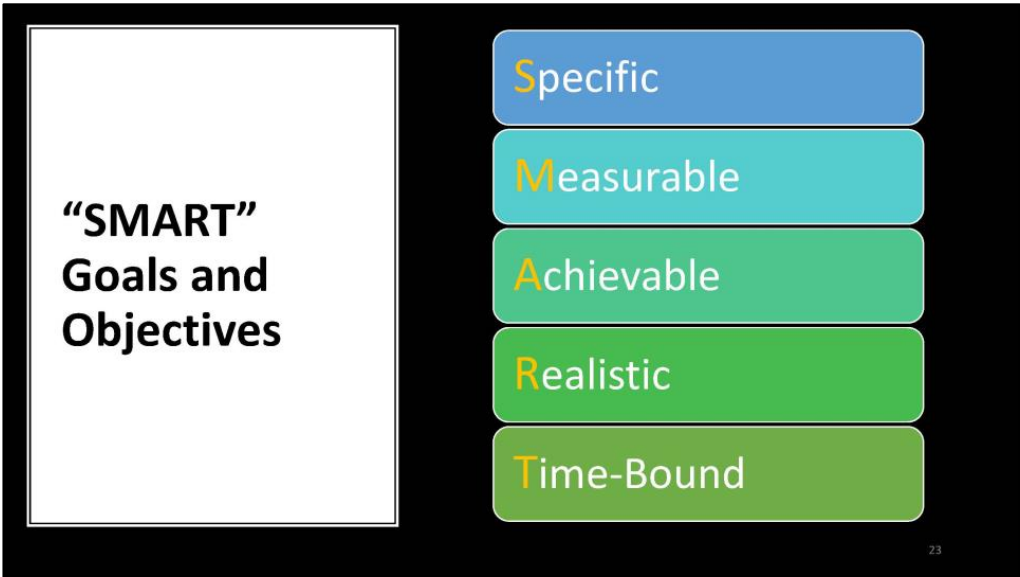 “SMART”
Goals and
Objectives
Specific
Measurable
Achievable
Realistic
Time-Bound
23